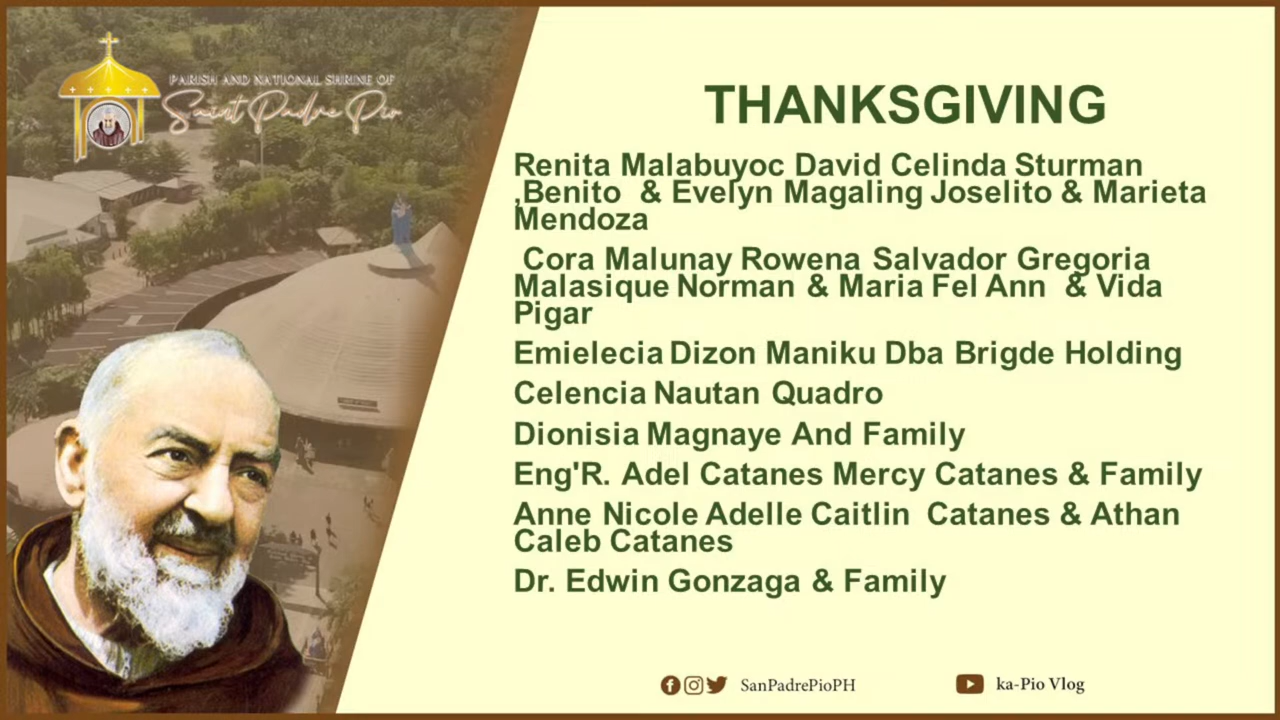 PARISH AND NATIONAL SHRINE OF
Saint Padre Pio
THANKSGIVING
Renita Malabuyoc David Celinda Sturman
,Benito & Evelyn Magaling Joselito & Marieta
Mendoza
Cora Malunay Rowena Salvador Gregoria
Malasique Norman & Maria Fel Ann & Vida
Pigar
Emielecia Dizon Maniku Dba Brigde Holding
Celencia Nautan Quadro
Dionisia Magnaye And Family
Eng'R. Adel Catanes Mercy Catanes & Family
Anne Nicole Adelle Caitlin Catanes & Athan
Caleb Catanes
Dr. Edwin Gonzaga & Family
SanPadrePioPH
ka-Pio Vlog